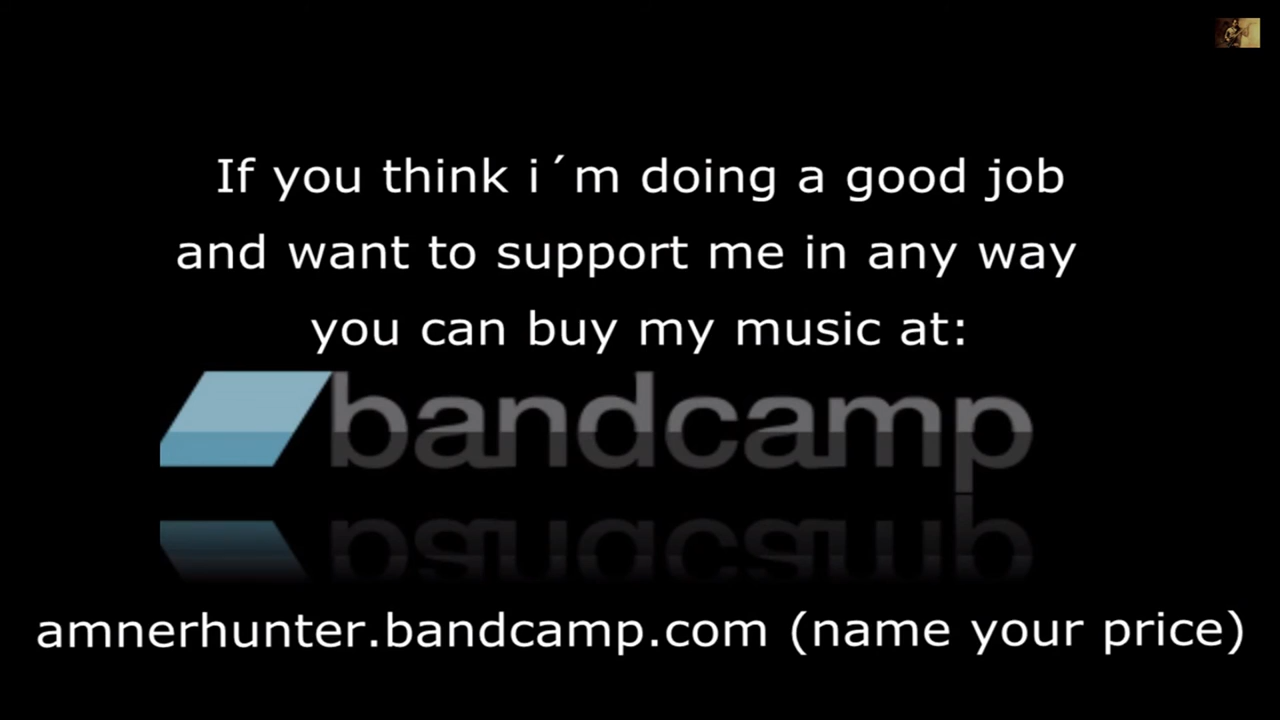 If you think i´m doing a good job
and want to support me in any way
you can buy my music at:
bandcamp
amnerhunter.bandcamp.com (name your price)